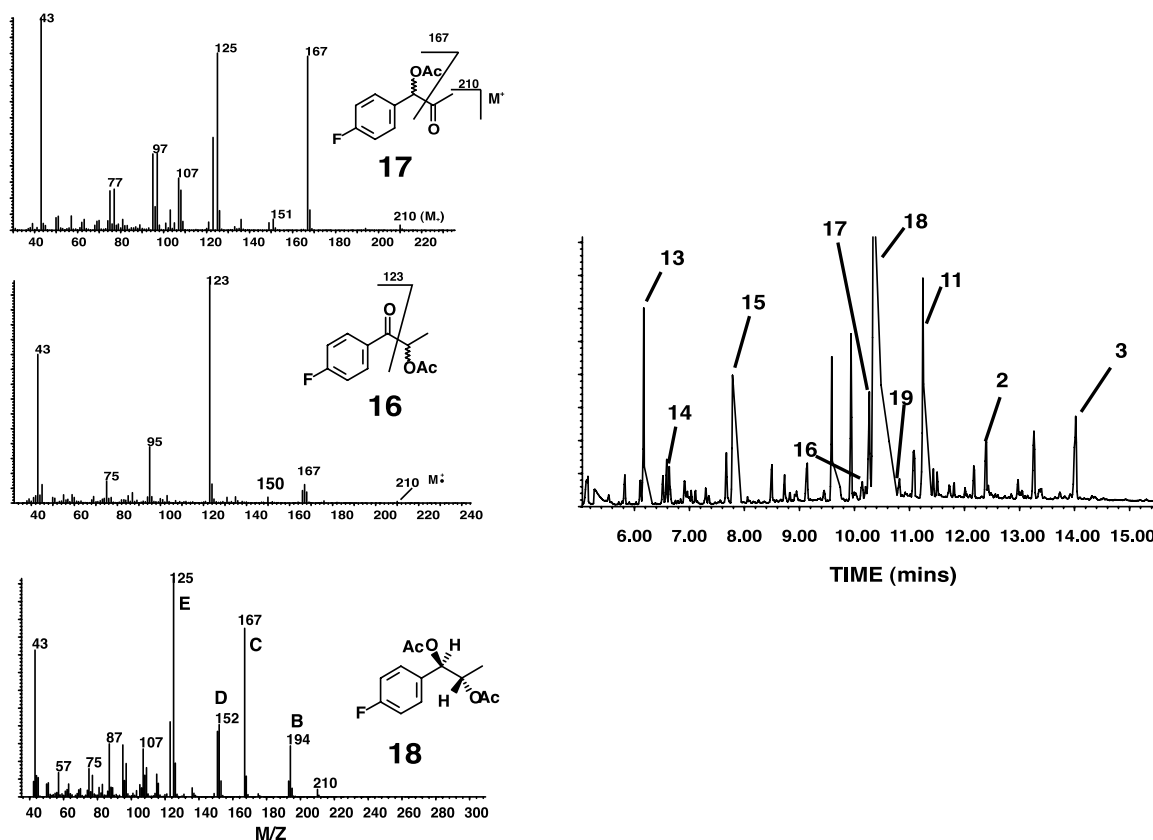 43
125
167
167
OAc
210
M+
O
F
97
107
77
17
151
210 (M.)
40 60 80 100 120 140 160 180 200 220
123
123
O
43
OAc
F
95
16
75
150
167
210
M+.
40 60 80 100 120 140 160 180 200 220 240
125
E
167
43
C
AcO H
D
152
B
H OAc
87
107
194
F
57
75
18
210
40 60 80 100 120 140 160 180 200 220 240 260 280 300
M/Z
18
17
13
11
15
3
2
19
14
16
6.00 7.00 8.00 9.00 10.00 11.00 12.00 13.00 14.00 15.00
TIME (mins)